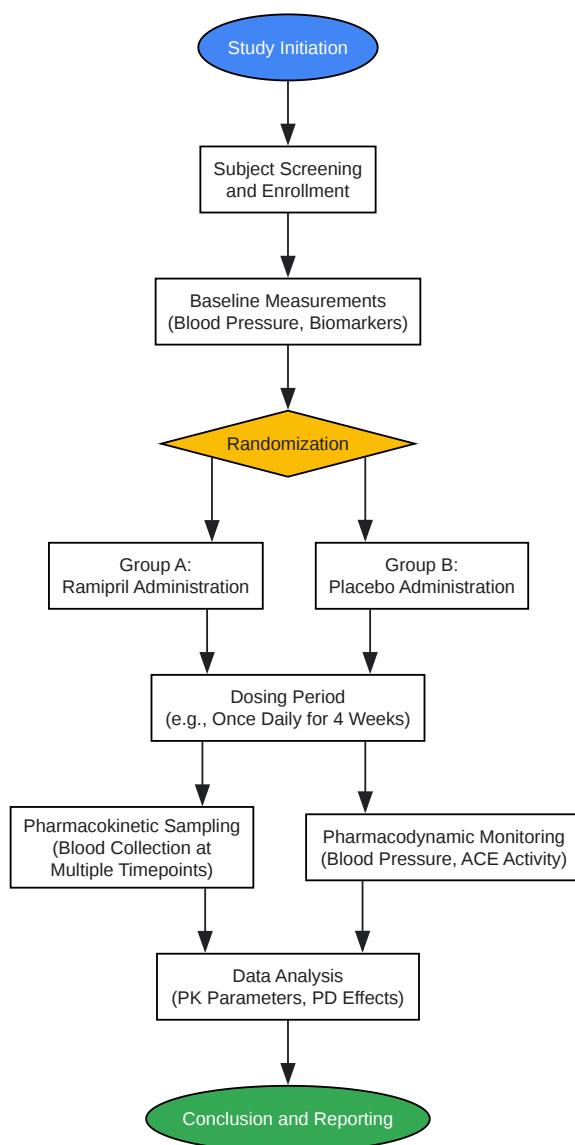 Study Initiation
Subject Screening
and Enrollment
Baseline Measurements
(Blood Pressure, Biomarkers)
Randomization
Group A:
Ramipril Administration
Group B:
Placebo Administration
Dosing Period
(e.g., Once Daily for 4 Weeks)
Pharmacokinetic Sampling
(Blood Collection at
Multiple Timepoints)
Pharmacodynamic Monitoring
(Blood Pressure, ACE Activity)
Data Analysis
(PK Parameters, PD Effects)
Conclusion and Reporting